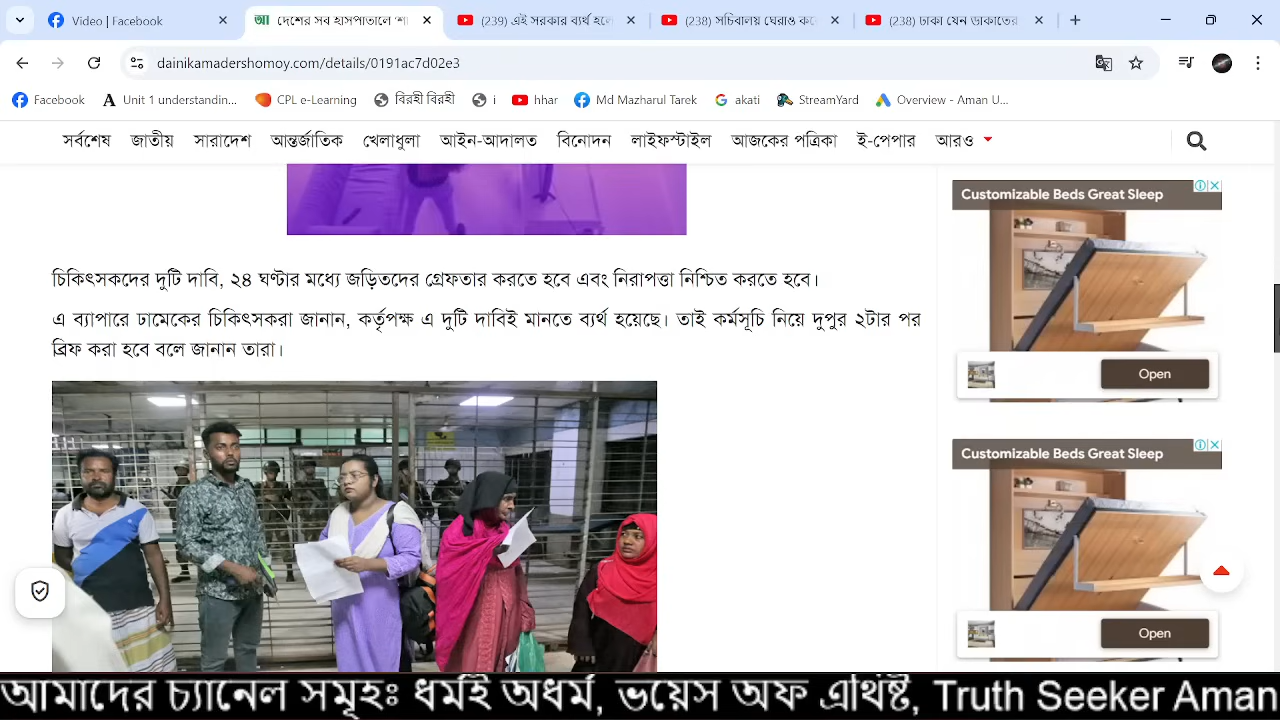 Video | Facebook
দেশের সব হাসপাতালে 'শা
(239) এই সরকার ব্যর্থ হলে
(238) সচিবালয় ঘেরাও
(238) ঢাকা যেন ডাকাতের
dainikamadershomoy.com/details/0191ac7d02e3
Facebook
Unit 1 understandin...
CPL e-Learning
বিরহী বিরহী
i
hhar
Md Mazharul Tarek
akati
StreamYard
Overview - Aman U...
সর্বশেষ জাতীয় সারাদেশ আন্তর্জাতিক খেলাধুলা আইন-আদালত বিনোদন লাইফস্টাইল আজকের পত্রিকা ই-পেপার আরও
চিকিৎসকদের দুটি দাবি, ২৪ ঘণ্টার মধ্যে জড়িতদের গ্রেফতার করতে হবে এবং নিরাপত্তা নিশ্চিত করতে হবে।
এ ব্যাপারে ঢামেকের চিকিৎসকরা জানান, কর্তৃপক্ষ এ দুটি দাবিই মানতে ব্যর্থ হয়েছে। তাই কর্মসূচি নিয়ে দুপুর ২টার পর
ব্রিফ করা হবে বলে জানান তারা।
Customizable Beds Great Sleep
Open
Customizable Beds Great Sleep
Open
আমাদের চ্যানেল সমূহঃ ধর্মই অধর্ম, ভয়েস অফ এথিষ্ট, Truth Seeker Aman